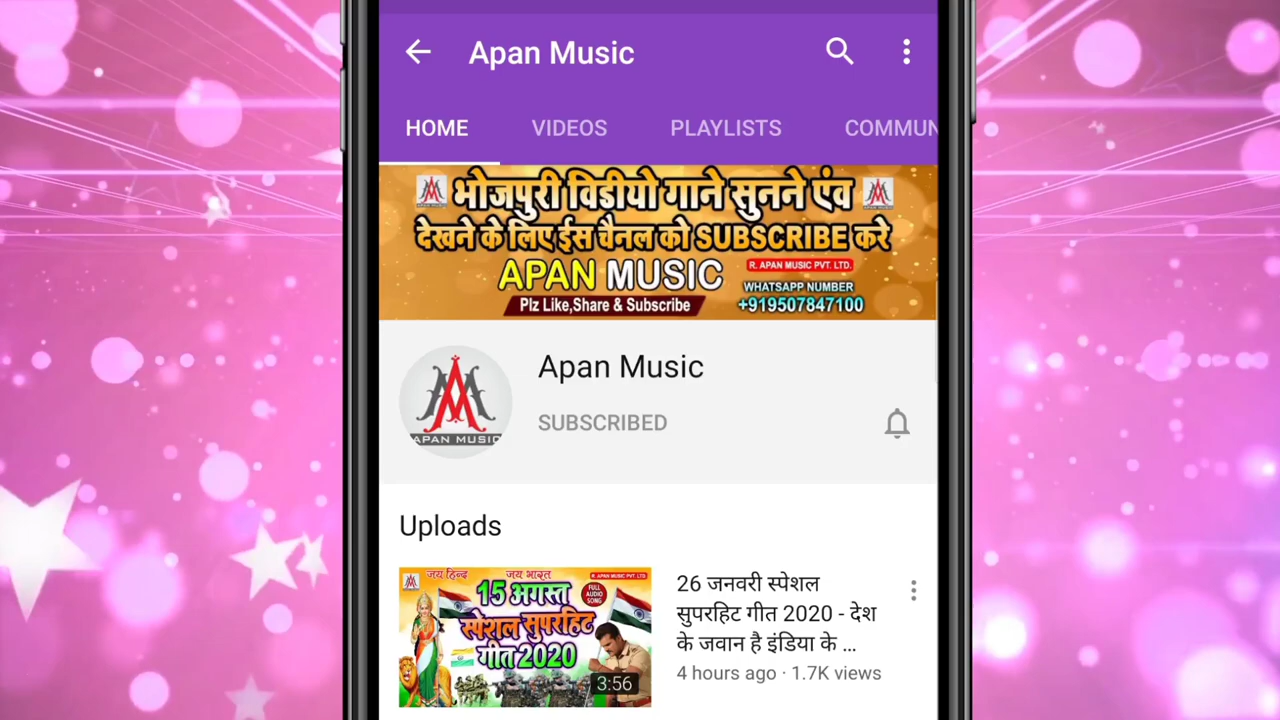 Apan Music
HOME VIDEOS PLAYLISTS COMMUN
भोजपुरी विडीयो गाने सुनने एंव
देखने के लिए ईस चैनल को SUBSCRIBE करे
APAN MUSIC
R. APAN MUSIC PVT. LTD.
WHATSAPP NUMBER
Plz Like,Share & Subscribe
+919507847100
Apan Music
SUBSCRIBED
APAN MUSIC
Uploads
जय हिन्द जय भारत
R. APAN MUSIC PVT. LTD
15 अगस्त
FULL
AUDIO
SONG
स्पेशल सुपरहिट
गीत 2020
3:56
26 जनवरी स्पेशल
सुपरहिट गीत 2020 - देश
के जवान है इंडिया के ...
4 hours ago · 1.7K views